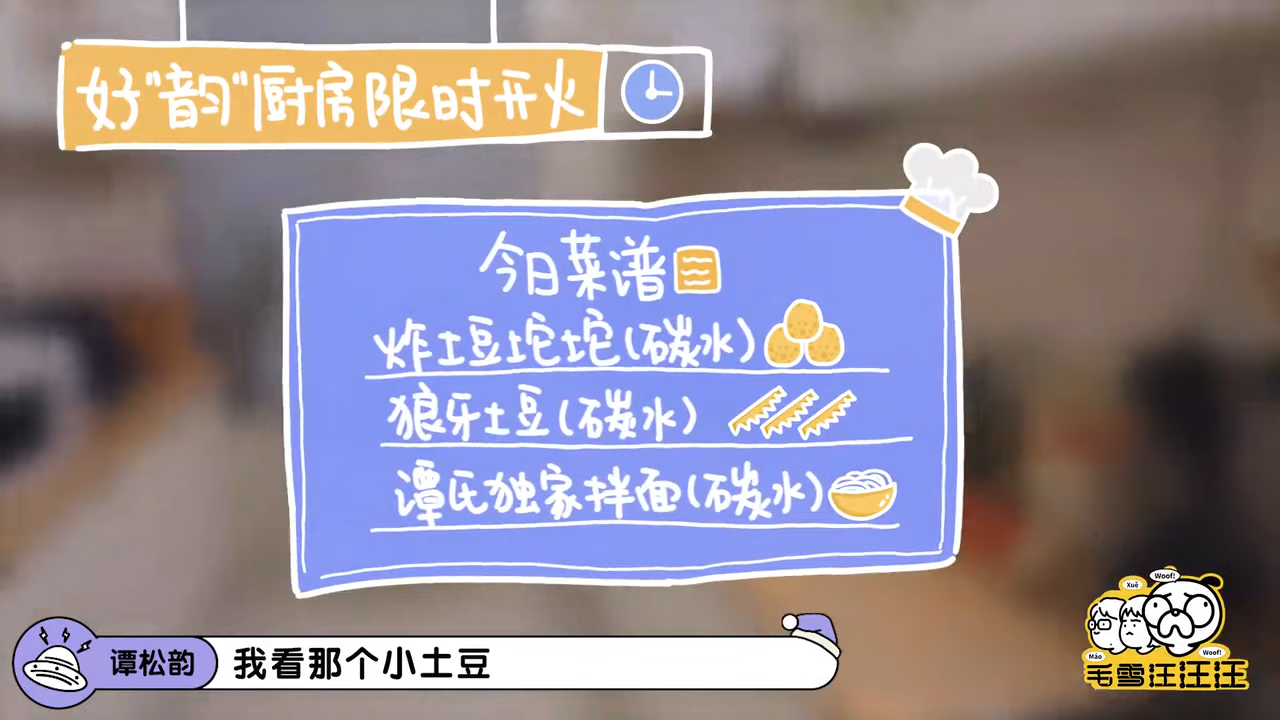 好"韵"厨房限时开火
今日菜谱
炸土豆坨坨(碳水)
狼牙土豆(碳水)
谭氏独家拌面(碳水)
谭松韵
我看那个小土豆
Woof!
Xuě
Máo
Woof!
毛雪汪汪汪